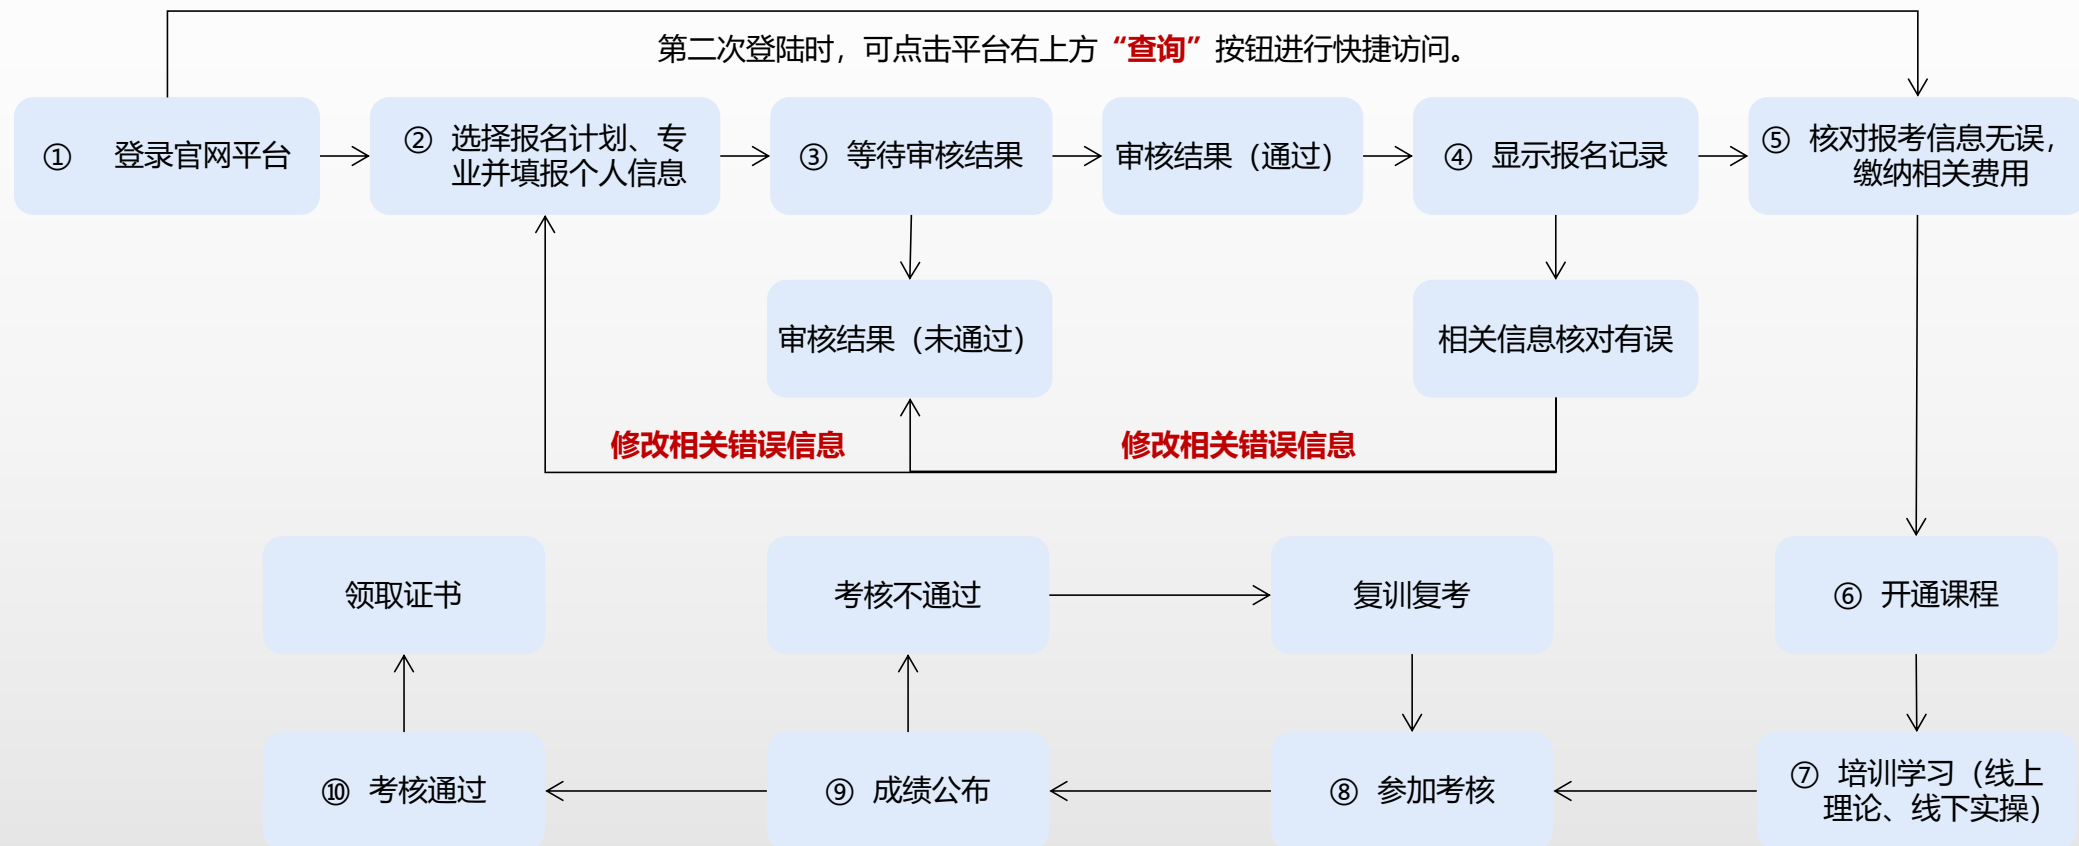 第二次登陆时，可点击平台右上方“查询”按钮进行快捷访问。
① 登录官网平台
② 选择报名计划、专
业并填报个人信息
③ 等待审核结果
审核结果（通过）
④ 显示报名记录
⑤ 核对报考信息无误，
缴纳相关费用
审核结果（未通过）
相关信息核对有误
修改相关错误信息
修改相关错误信息
领取证书
考核不通过
复训复考
⑥ 开通课程
⑩ 考核通过
⑨ 成绩公布
⑧ 参加考核
⑦ 培训学习（线上
理论、线下实操）